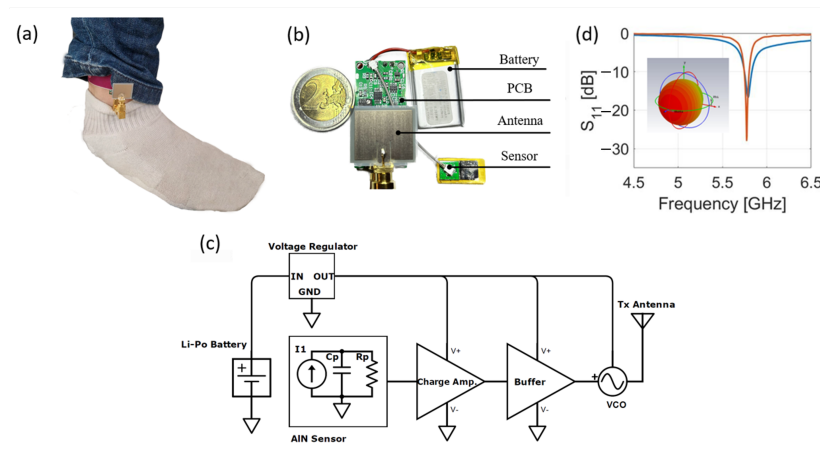 (a)
(b)
Battery
PCB
Antenna
Sensor
2
(d)
S11 [dB]
0
−10
−20
−30
4.5 5 5.5 6 6.5
Frequency [GHz]
(c)
Voltage Regulator
IN OUT
GND
Li-Po Battery
+
I1
Cp
Rp
AlN Sensor
Charge Amp.
V+
V-
Buffer
V+
V-
+
VCO
Tx Antenna